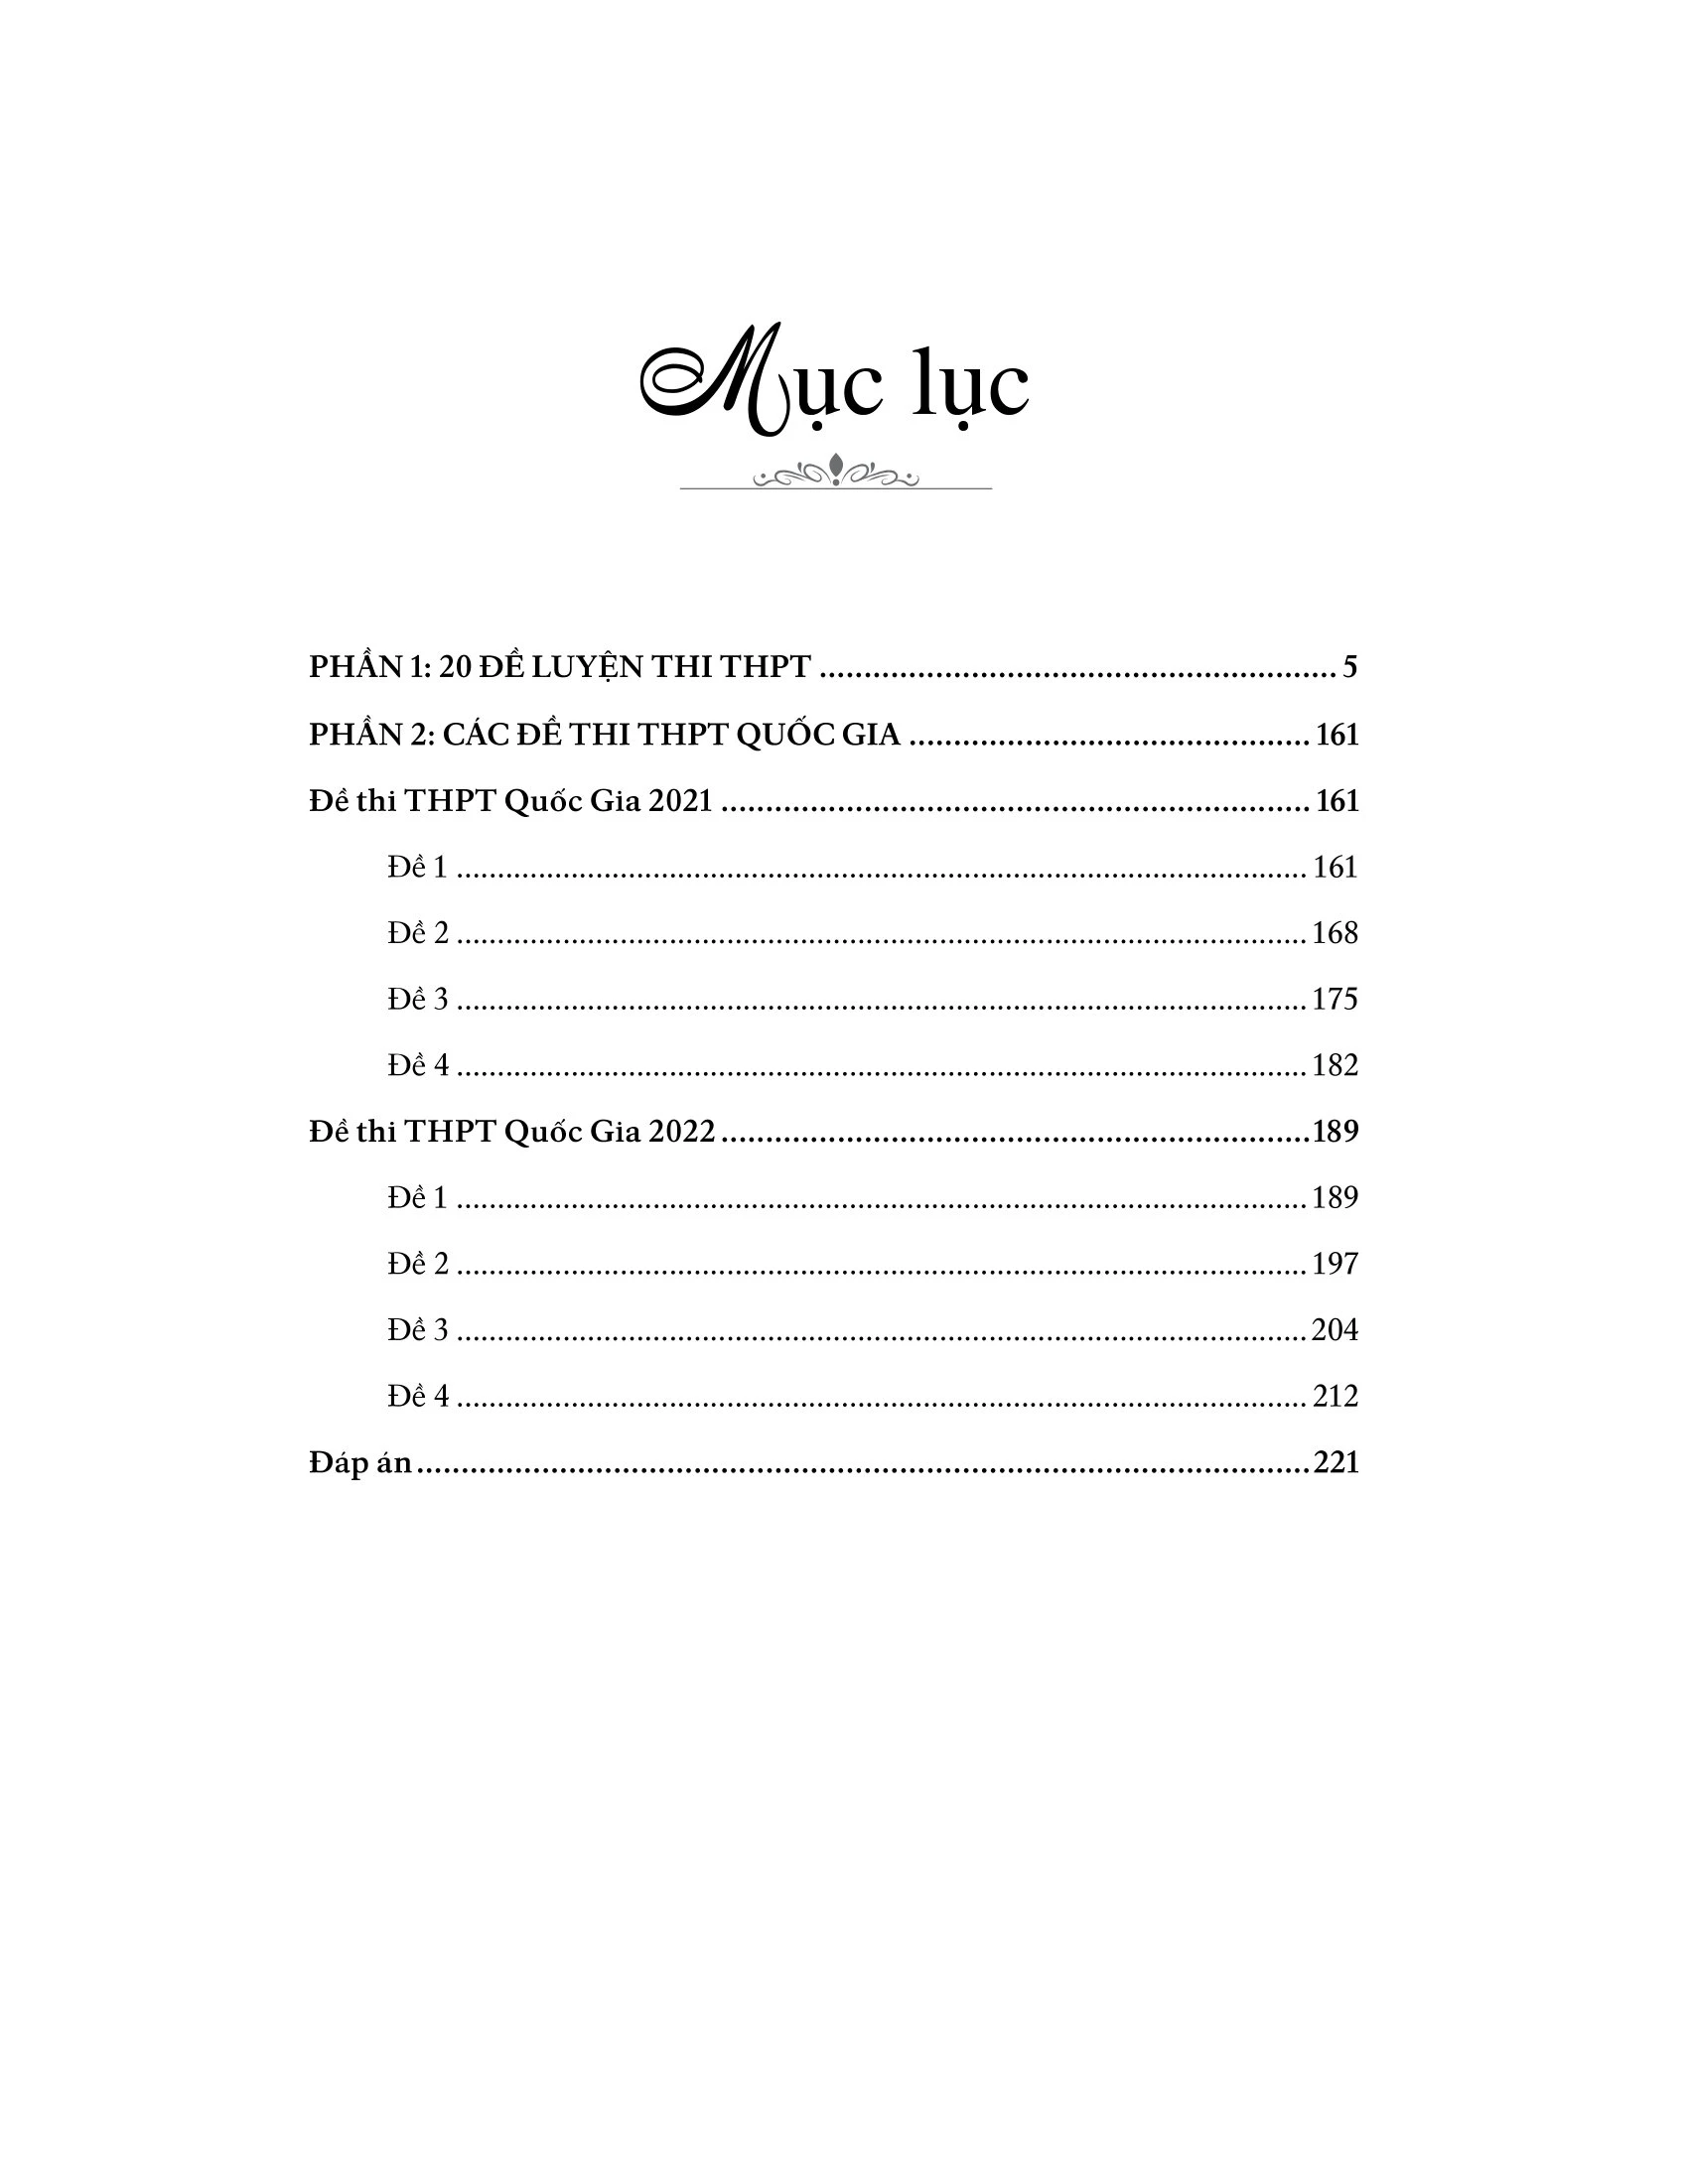 Mục lục
PHẦN 1: 20 ĐỀ LUYỆN THI THPT ........................................................ 5
PHẦN 2: CÁC ĐỀ THI THPT QUỐC GIA ........................................... 161
Đề thi THPT Quốc Gia 2021 ................................................................ 161
Đề 1 ........................................................................................................ 161
Đề 2 ........................................................................................................ 168
Đề 3 ........................................................................................................ 175
Đề 4 ........................................................................................................ 182
Đề thi THPT Quốc Gia 2022 ................................................................ 189
Đề 1 ........................................................................................................ 189
Đề 2 ........................................................................................................ 197
Đề 3 ........................................................................................................ 204
Đề 4 ........................................................................................................ 212
Đáp án .................................................................................................... 221